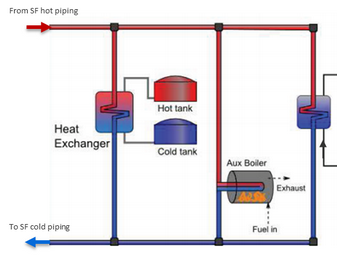 From SF hot piping
Hot tank
Heat
Exchanger
Cold tank
Aux Boiler
Exhaust
Fuel in
To SF cold piping